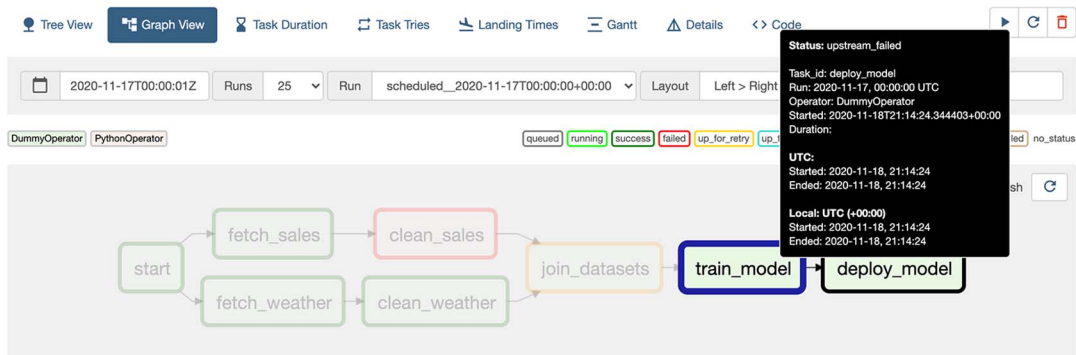 Tree View Graph View Task Duration Task Tries Landing Times Gantt Details <> Code
2020-11-17T00:00:01Z Runs 25 Run scheduled__2020-11-17T00:00:00+00:00 Layout Left > Right
DummyOperator PythonOperator queued running success failed up_for_retry led no_status
Status: upstream_failed
Task_id: deploy_model
Run: 2020-11-17, 00:00:00 UTC
Operator: DummyOperator
Started: 2020-11-18T21:14:24.344403+00:00
Duration:
UTC:
Started: 2020-11-18, 21:14:24
Ended: 2020-11-18, 21:14:24
Local: UTC (+00:00)
Started: 2020-11-18, 21:14:24
Ended: 2020-11-18, 21:14:24
sh
fetch_sales clean_sales
start join_datasets train_model deploy_model
fetch_weather clean_weather